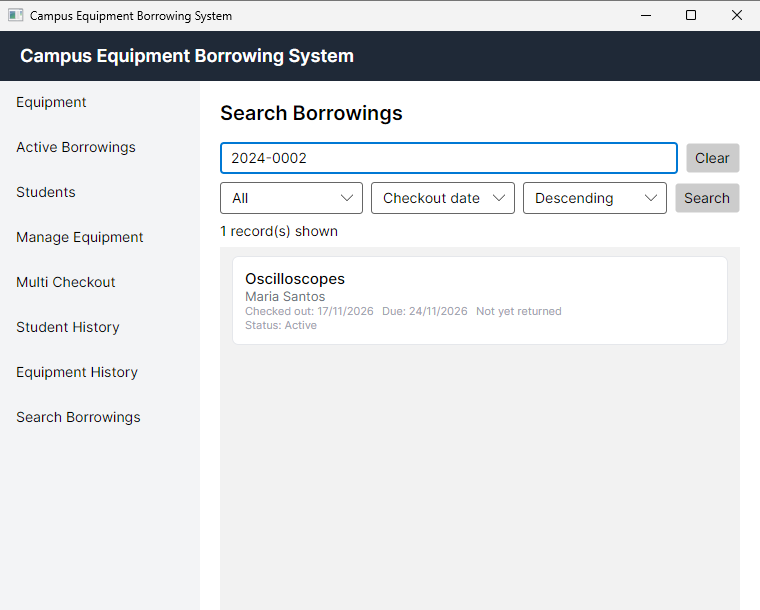 Campus Equipment Borrowing System
Campus Equipment Borrowing System
Equipment
Active Borrowings
Students
Manage Equipment
Multi Checkout
Student History
Equipment History
Search Borrowings
Search Borrowings
2024-0002 Clear
All Checkout date Descending Search
1 record(s) shown
Oscilloscopes
Maria Santos
Checked out: 17/11/2026 Due: 24/11/2026 Not yet returned
Status: Active